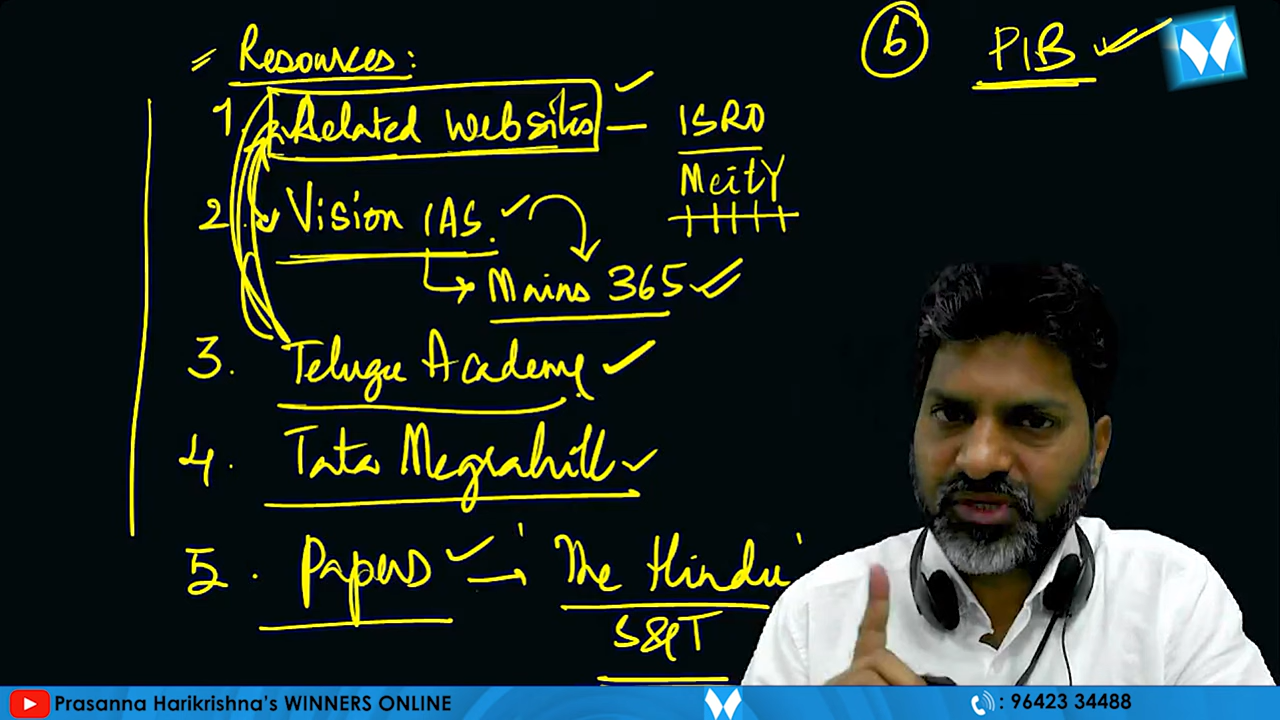 Resources:
1. Related websites — ISRO
MeitY
2. Vision IAS.
Mains 365
3. Telugu Academy
4. Tata Megrahill
5. Papers → 'The Hindu'
S&T
6 PIB
Prasanna Harikrishna's WINNERS ONLINE
: 96423 34488